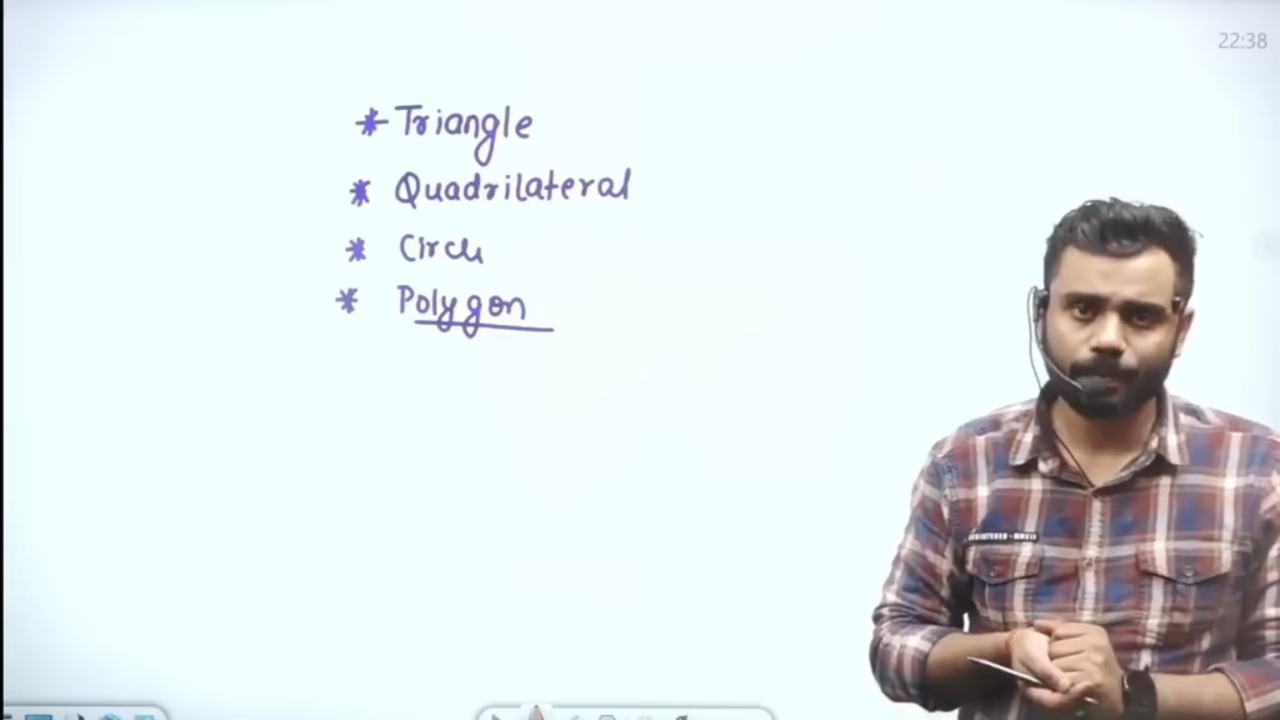 22:38
* Triangle
* Quadrilateral
* Circle
* Polygon